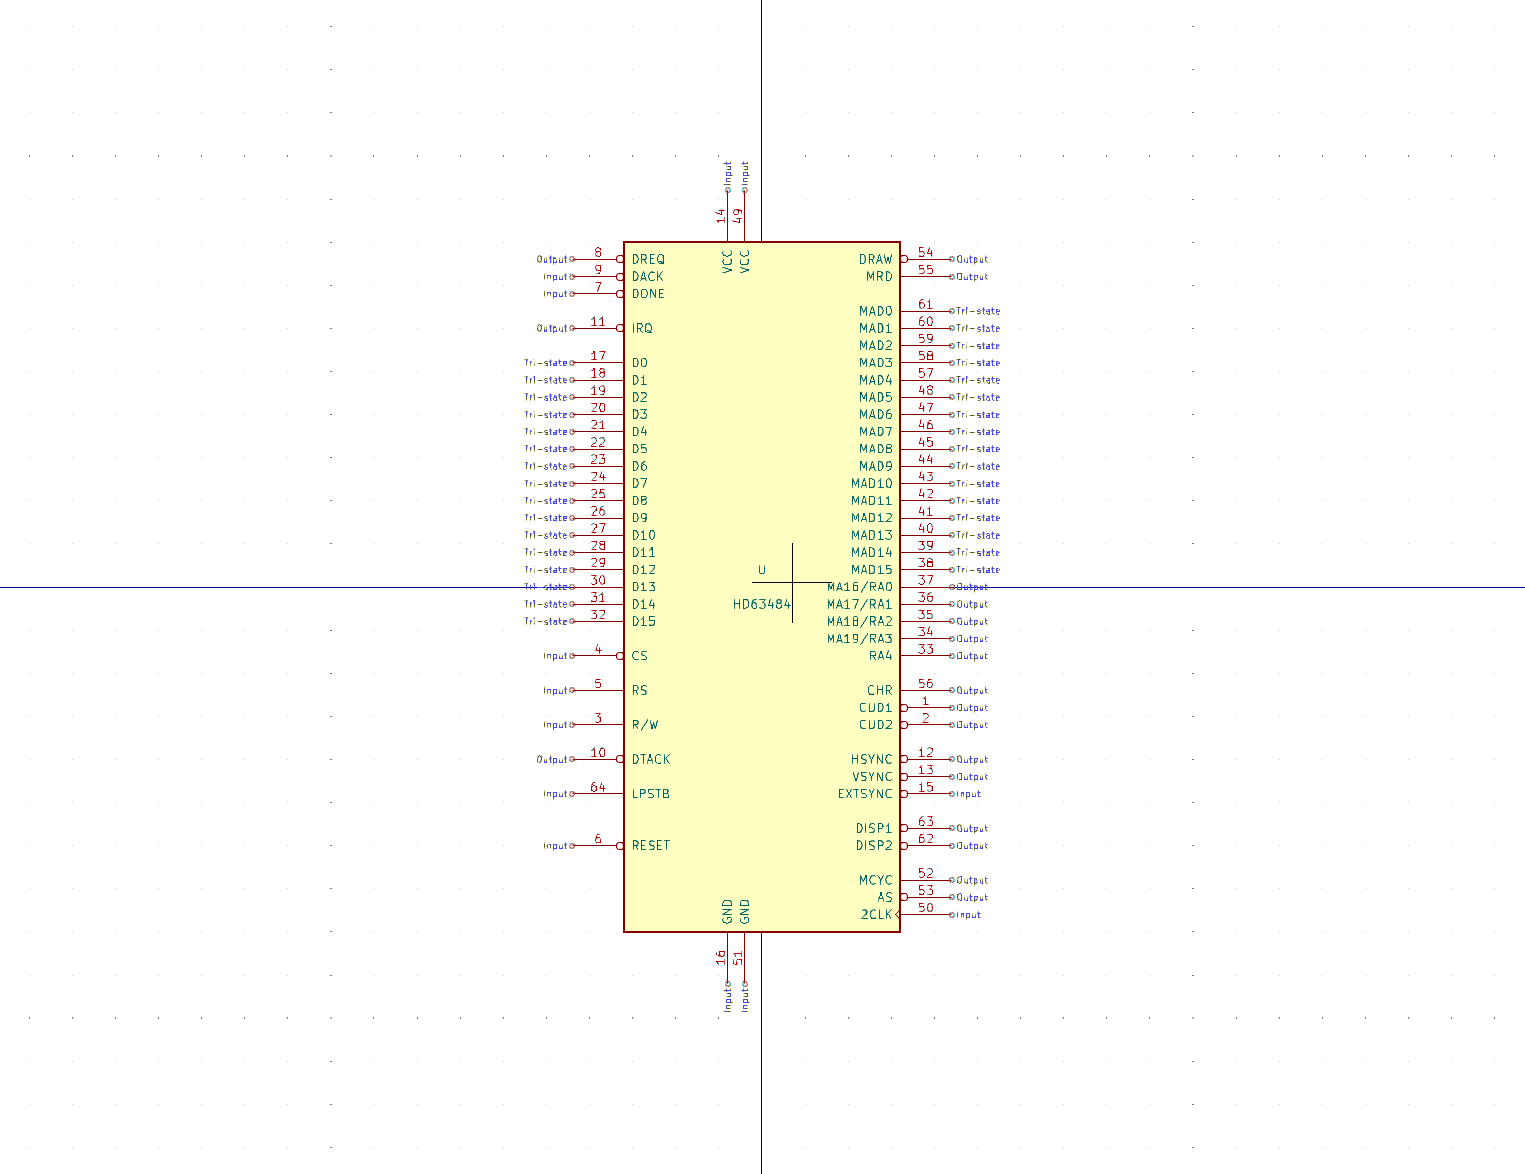 Input Input
14 49
VCC VCC
Output 8 DREQ DRAW 54 Output
Input 9 DACK MRD 55 Output
Input 7 DONE
MAD0 61 Tri-state
Output 11 IRQ MAD1 60 Tri-state
MAD2 59 Tri-state
Tri-state 17 D0 MAD3 58 Tri-state
Tri-state 18 D1 MAD4 57 Tri-state
Tri-state 19 D2 MAD5 48 Tri-state
Tri-state 20 D3 MAD6 47 Tri-state
Tri-state 21 D4 MAD7 46 Tri-state
Tri-state 22 D5 MAD8 45 Tri-state
Tri-state 23 D6 MAD9 44 Tri-state
Tri-state 24 D7 MAD10 43 Tri-state
Tri-state 25 D8 MAD11 42 Tri-state
Tri-state 26 D9 MAD12 41 Tri-state
Tri-state 27 D10 MAD13 40 Tri-state
Tri-state 28 D11 MAD14 39 Tri-state
Tri-state 29 D12 U MAD15 38 Tri-state
Tri-state 30 D13 MA16/RA0 37 Output
Tri-state 31 D14 HD63484 MA17/RA1 36 Output
Tri-state 32 D15 MA18/RA2 35 Output
MA19/RA3 34 Output
Input 4 CS RA4 33 Output
Input 5 RS CHR 56 Output
CUD1 1 Output
Input 3 R/W CUD2 2 Output
Output 10 DTACK HSYNC 12 Output
VSYNC 13 Output
Input 64 LPSTB EXTSYNC 15 Input
DISP1 63 Output
Input 6 RESET DISP2 62 Output
MCYC 52 Output
AS 53 Output
2CLK 50 Input
GND GND
16 51
Input Input